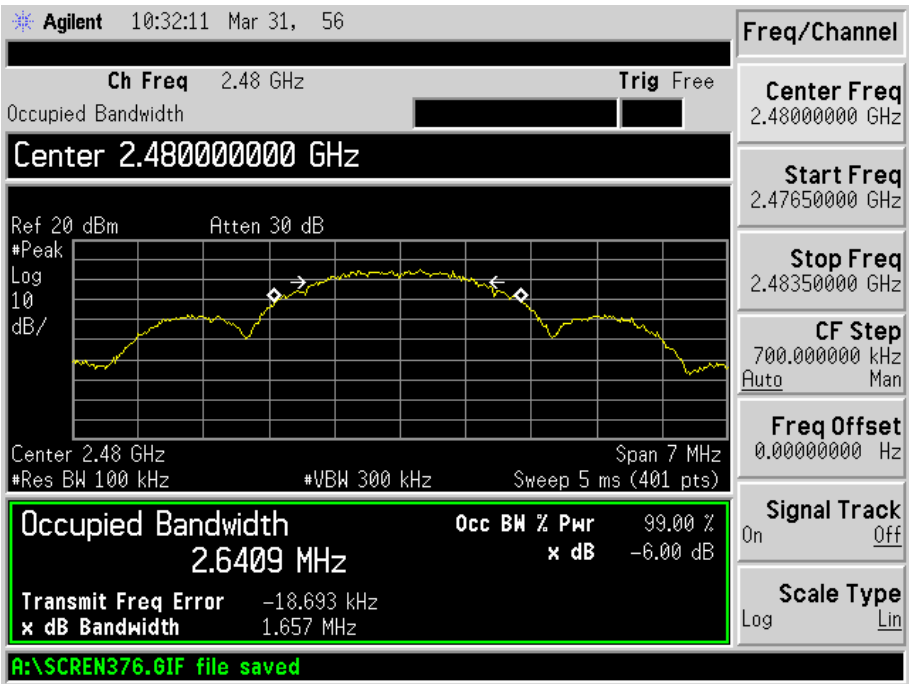 Agilent 10:32:11 Mar 31, 56
Ch Freq 2.48 GHz Trig Free
Occupied Bandwidth
Center 2.480000000 GHz
Ref 20 dBm Atten 30 dB
#Peak
Log
10
dB/
Center 2.48 GHz Span 7 MHz
#Res BW 100 kHz #VBW 300 kHz Sweep 5 ms (401 pts)
Occupied Bandwidth Occ BW % Pwr 99.00 %
2.6409 MHz x dB -6.00 dB
Transmit Freq Error -18.693 kHz
x dB Bandwidth 1.657 MHz
A:\SCREN376.GIF file saved
Freq/Channel
Center Freq
2.48000000 GHz
Start Freq
2.47650000 GHz
Stop Freq
2.48350000 GHz
CF Step
700.000000 kHz
Auto Man
Freq Offset
0.00000000 Hz
Signal Track
On Off
Scale Type
Log Lin